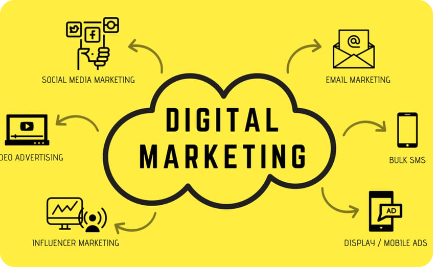 SOCIAL MEDIA MARKETING
EMAIL MARKETING
DIGITAL
MARKETING
DEO ADVERTISING
BULK SMS
INFLUENCER MARKETING
AD
DISPLAY / MOBILE ADS